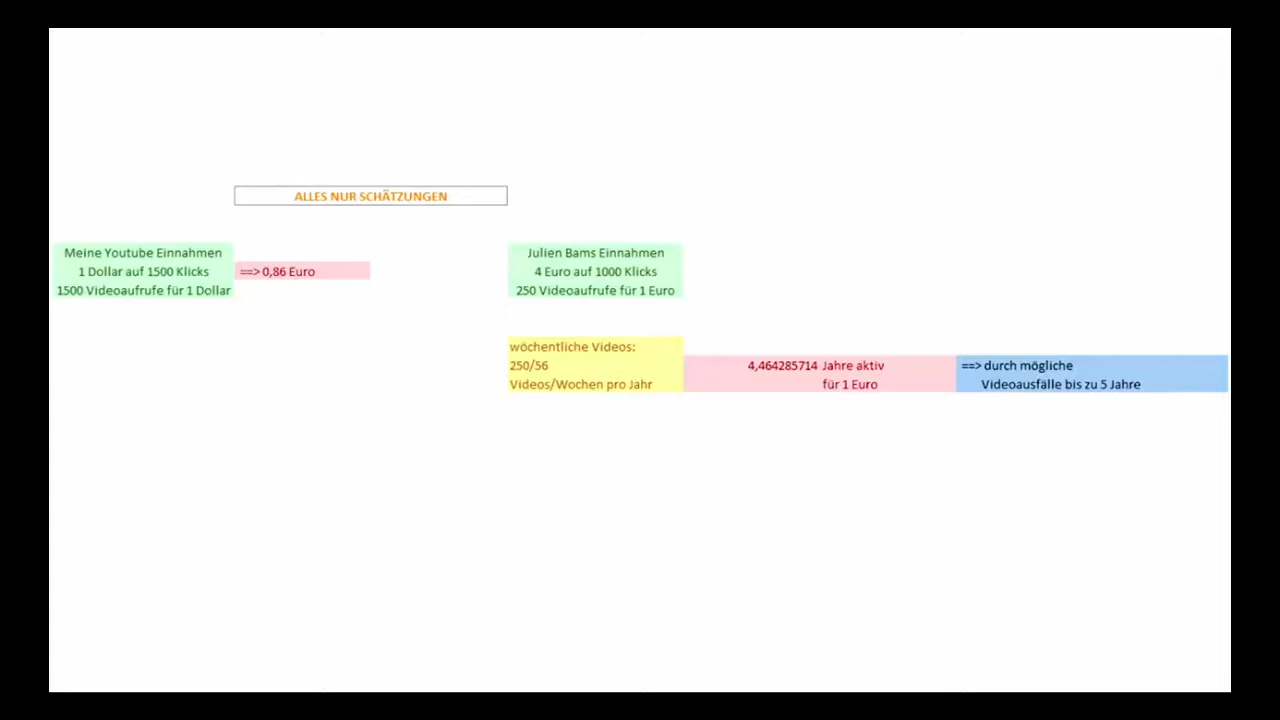 ALLES NUR SCHÄTZUNGEN
Meine Youtube Einnahmen
1 Dollar auf 1500 Klicks
1500 Videoaufrufe für 1 Dollar
==> 0,86 Euro
Julien Bams Einnahmen
4 Euro auf 1000 Klicks
250 Videoaufrufe für 1 Euro
wöchentliche Videos:
250/56
Videos/Wochen pro Jahr
4,464285714 Jahre aktiv
für 1 Euro
==> durch mögliche
Videoausfälle bis zu 5 Jahre